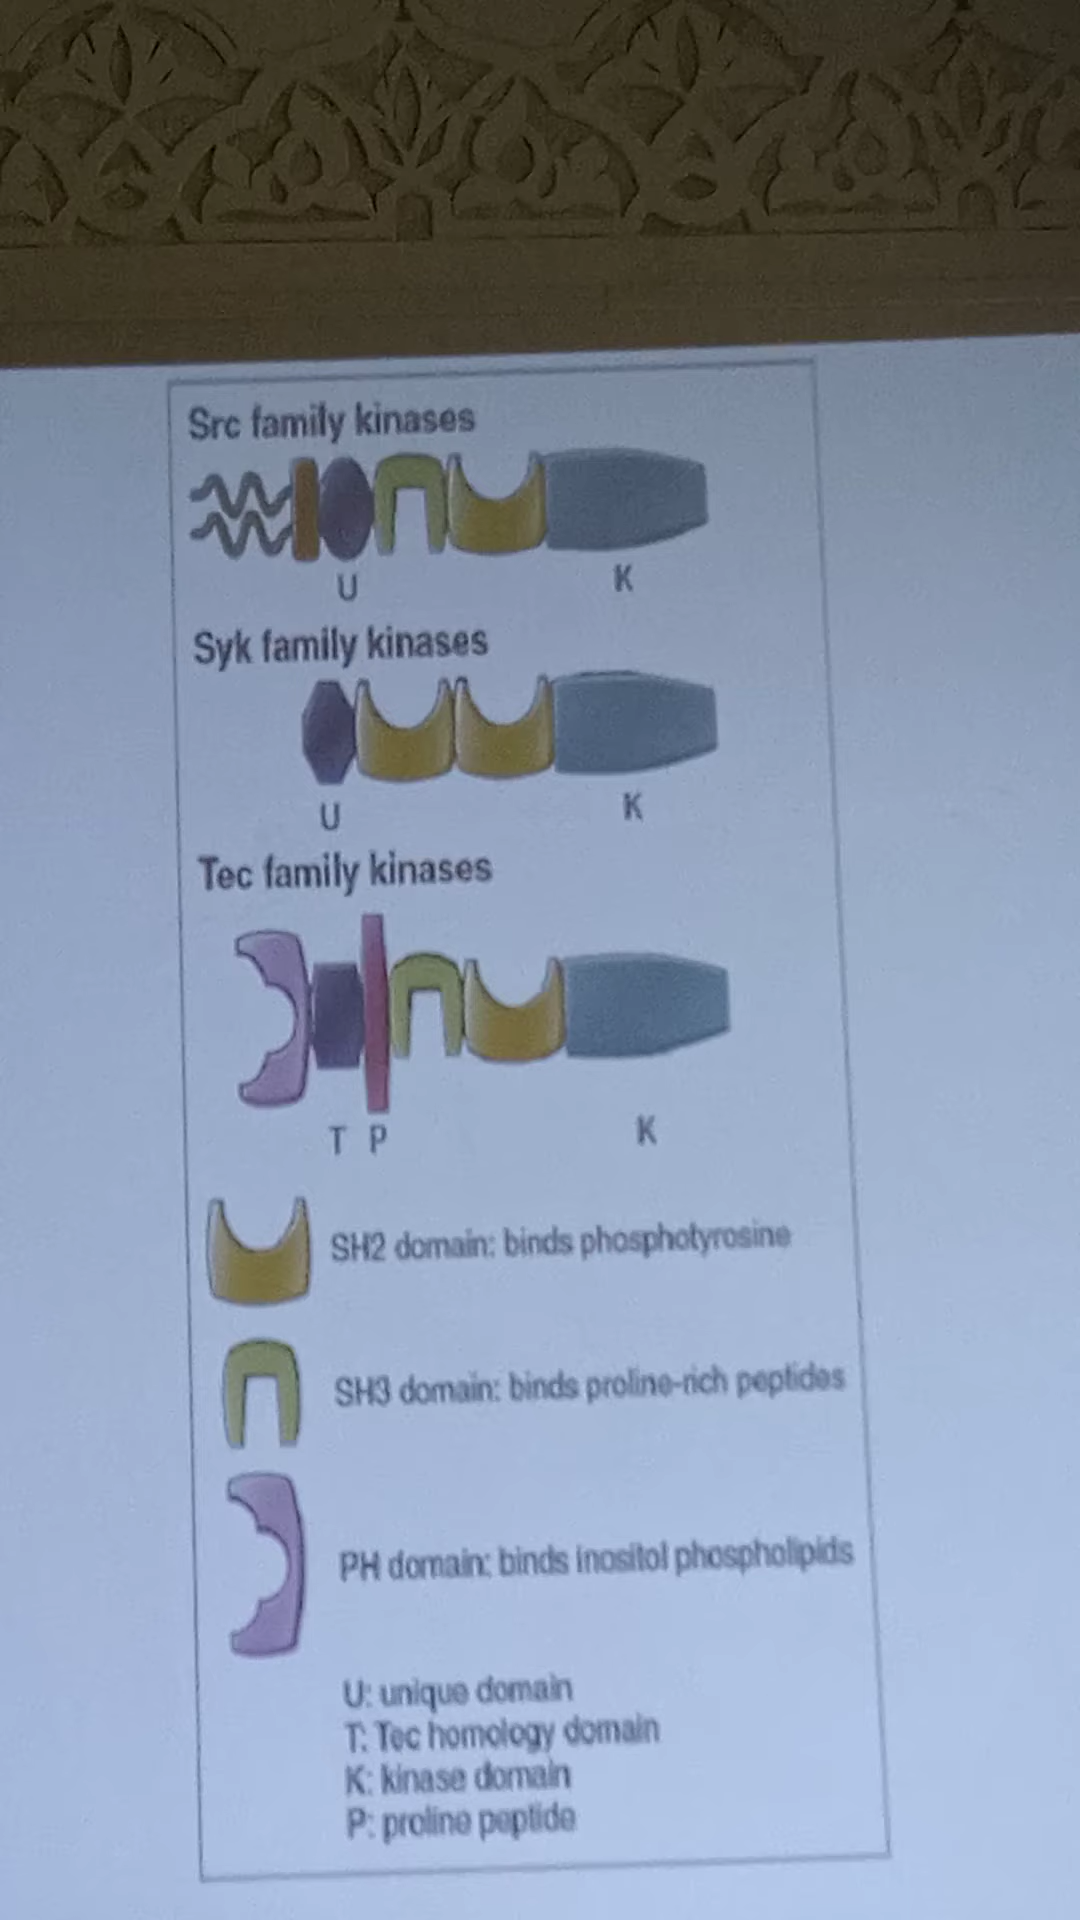 Src family kinases
U K
Syk family kinases
U K
Tec family kinases
T P K
SH2 domain: binds phosphotyrosine
SH3 domain: binds proline-rich peptides
PH domain: binds inositol phospholipids
U: unique domain
T: Tec homology domain
K: kinase domain
P: proline peptide